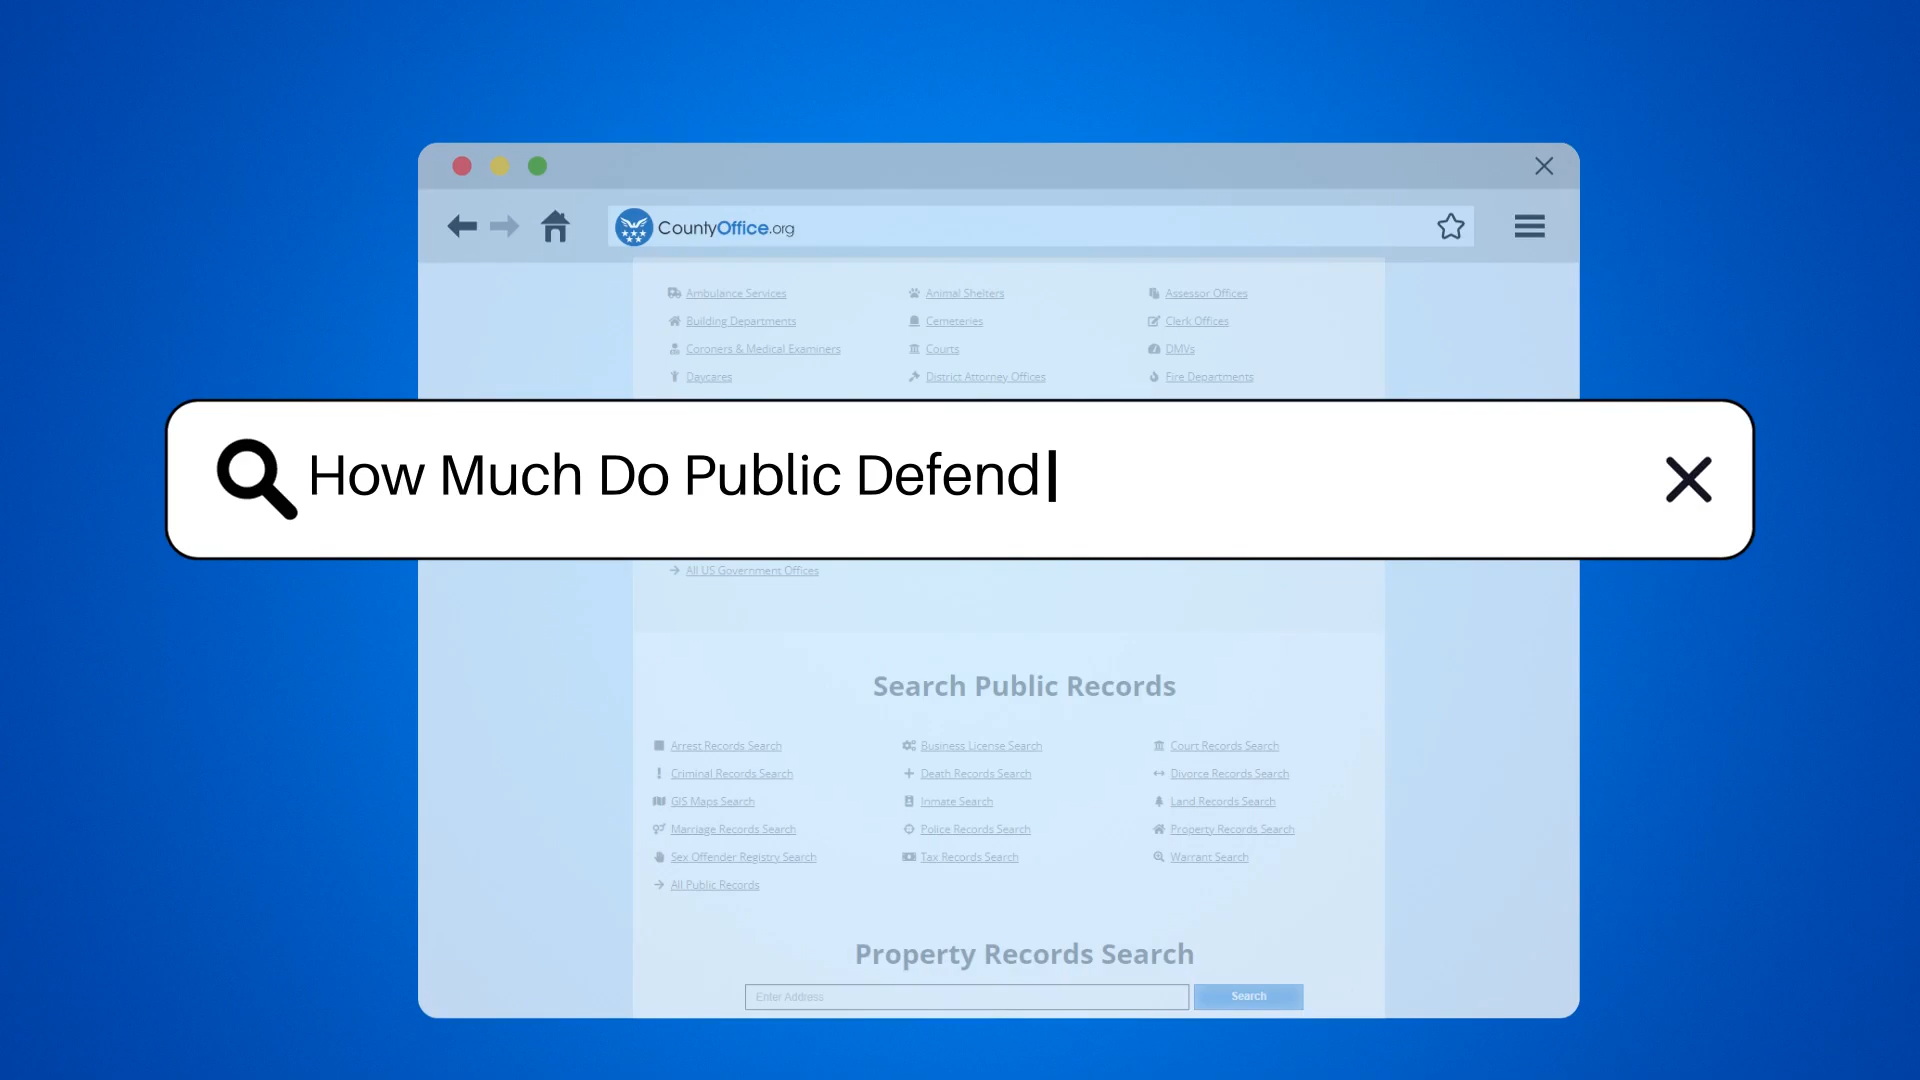 CountyOffice.org
Ambulance Services Animal Shelters Assessor Offices
Building Departments Cemeteries Clerk Offices
Coroners & Medical Examiners Courts DMVs
Daycares District Attorney Offices Fire Departments
How Much Do Public Defend
All US Government Offices
Search Public Records
Arrest Records Search Business License Search Court Records Search
Criminal Records Search Death Records Search Divorce Records Search
GIS Maps Search Inmate Search Land Records Search
Marriage Records Search Police Records Search Property Records Search
Sex Offender Registry Search Tax Records Search Warrant Search
All Public Records
Property Records Search
Enter Address Search